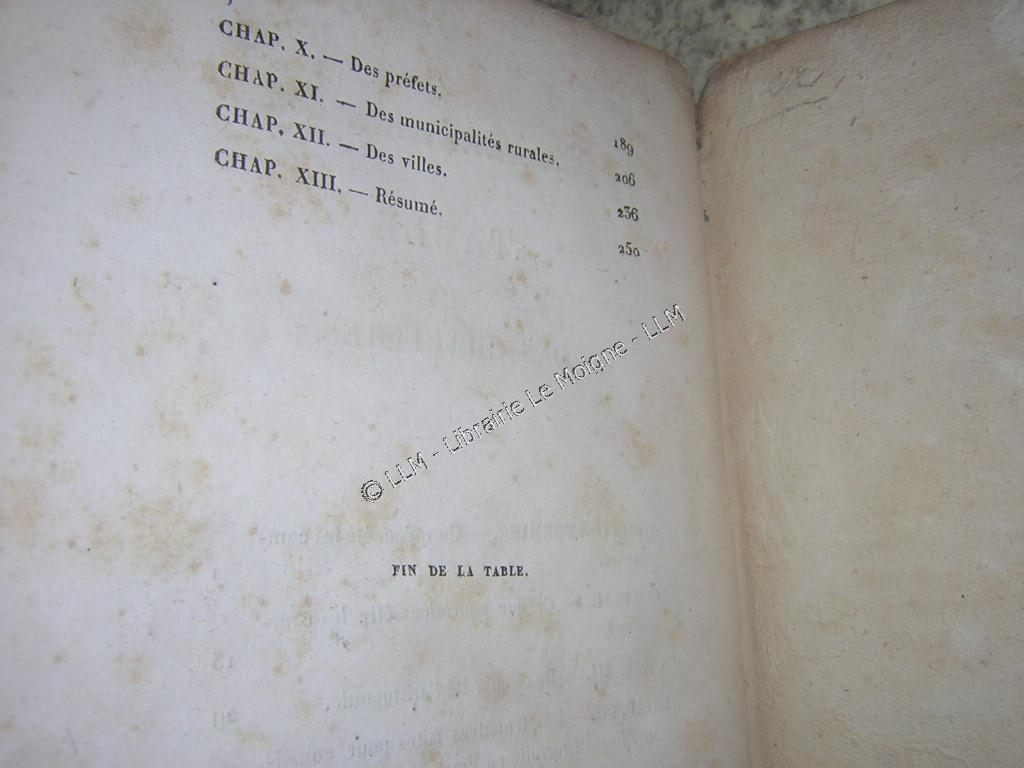 CHAP. X. — Des préfets. 189
CHAP. XI. — Des municipalités rurales. 206
CHAP. XII. — Des villes. 236
CHAP. XIII. — Résumé. 250
© LLM - Librairie Le Moigne - LLM
FIN DE LA TABLE.